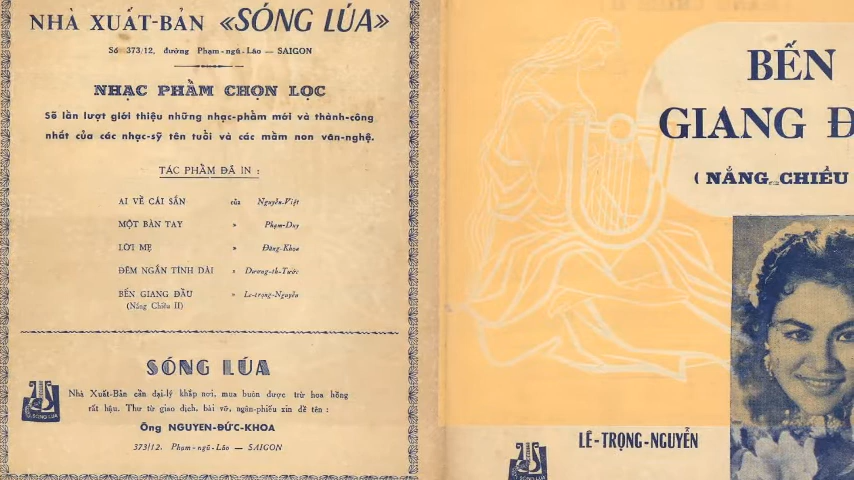 NHÀ XUẤT-BẢN «SÓNG LÚA»
Số 373/12, đường Phạm-ngũ-Lão — SAIGON
NHẠC PHẨM CHỌN LỌC
Sẽ lần lượt giới thiệu những nhạc-phẩm mới và thành-công
nhất của các nhạc-sỹ tên tuổi và các mầm non văn-nghệ.
TÁC PHẨM ĐÃ IN :
AI VỀ CÁI SẮN của Nguyễn-Việt
MỘT BÀN TAY » Phạm-Duy
LỜI MẸ » Đăng-Khoa
ĐÊM NGẮN TÌNH DÀI » Dương-th-Tước
BẾN GIANG ĐẦU » Le-trọng-Nguyễn
(Nắng Chiều II)
SÓNG LÚA
Nhà Xuất-Bản cần đại-lý khắp nơi, mua buôn được trừ hoa hồng
rất hậu. Thư từ giao dịch, bài vở, ngân-phiếu xin đề tên :
Ông NGUYEN-ĐỨC-KHOA
373/12, Phạm-ngũ-Lão — SAIGON
SÓNG LÚA
BẾN
GIANG Đ
( NẮNG CHIỀU
LÊ-TRỌNG-NGUYỄN